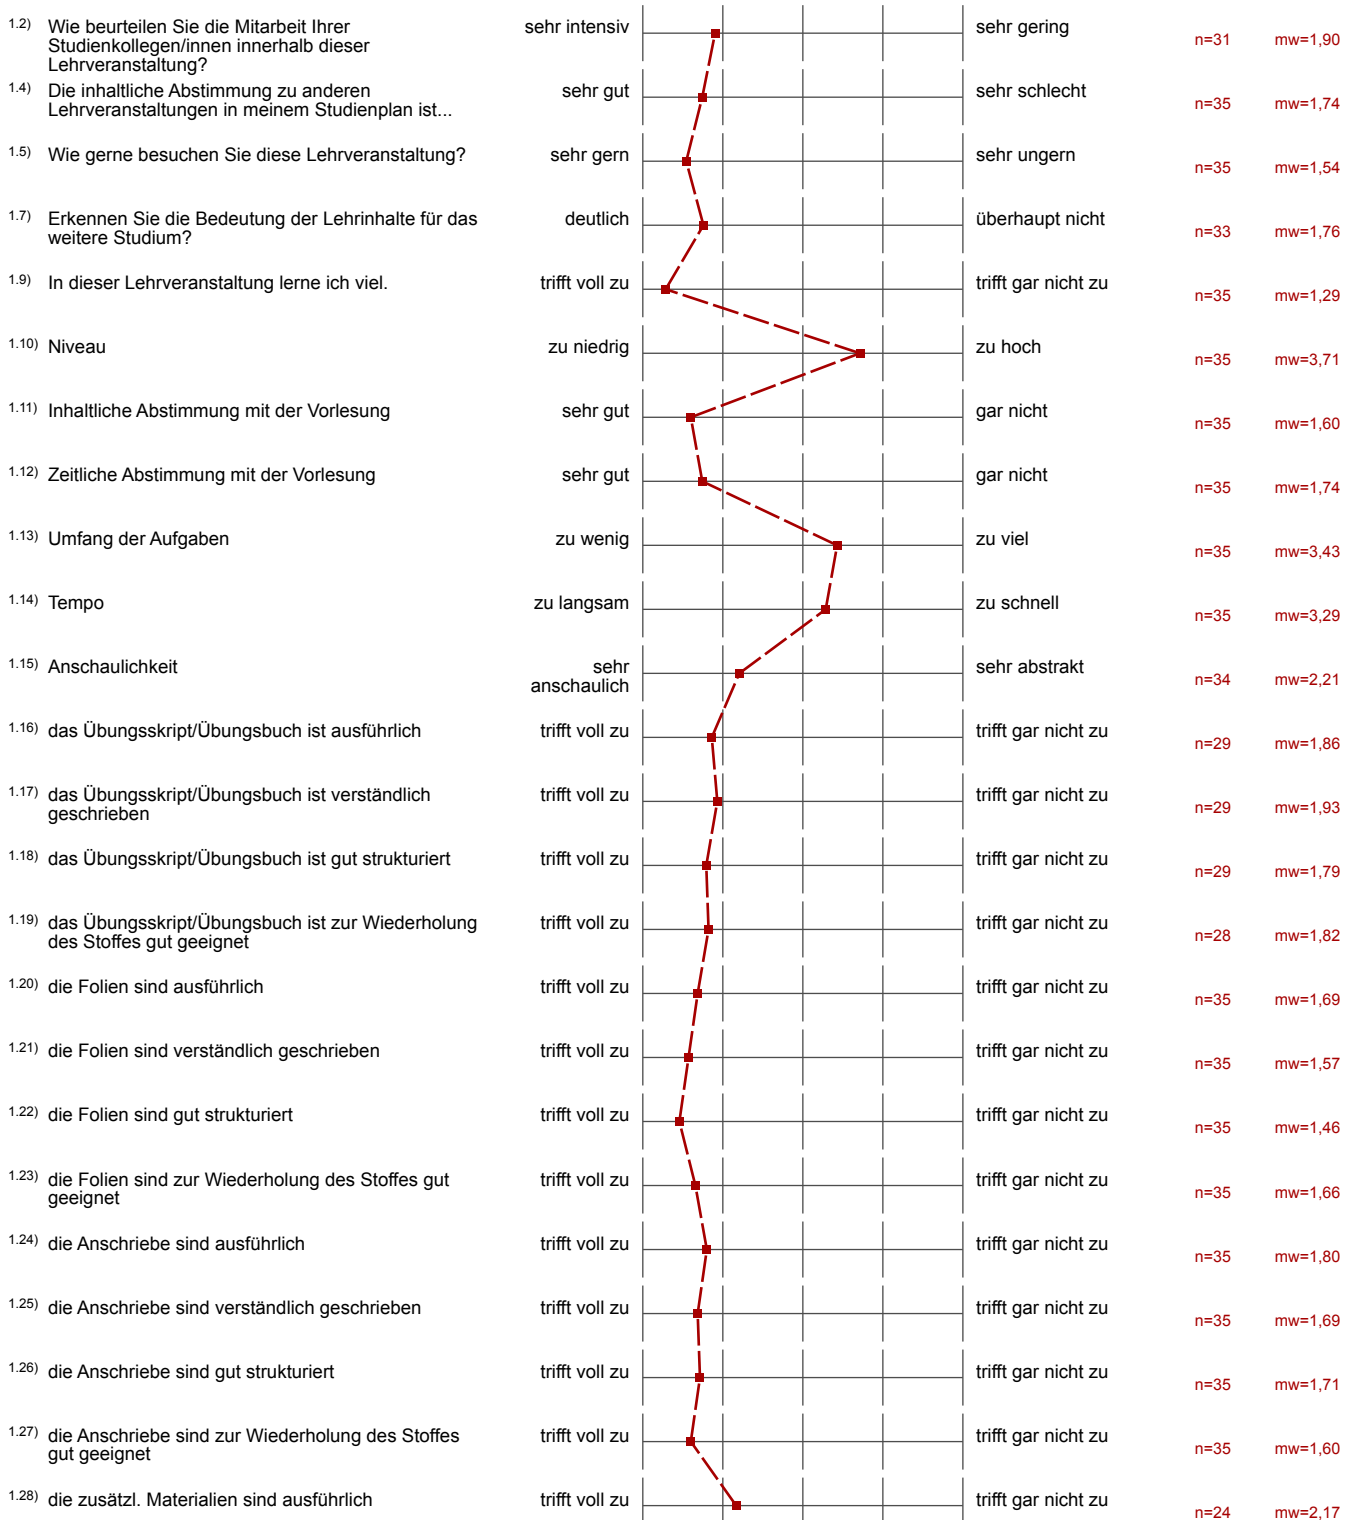 1.2) Wie beurteilen Sie die Mitarbeit Ihrer
Studienkollegen/innen innerhalb dieser
Lehrveranstaltung?
sehr intensiv
sehr gering
n=31 mw=1,90
1.4) Die inhaltliche Abstimmung zu anderen
Lehrveranstaltungen in meinem Studienplan ist...
sehr gut
sehr schlecht
n=35 mw=1,74
1.5) Wie gerne besuchen Sie diese Lehrveranstaltung?
sehr gern
sehr ungern
n=35 mw=1,54
1.7) Erkennen Sie die Bedeutung der Lehrinhalte für das
weitere Studium?
deutlich
überhaupt nicht
n=33 mw=1,76
1.9) In dieser Lehrveranstaltung lerne ich viel.
trifft voll zu
trifft gar nicht zu
n=35 mw=1,29
1.10) Niveau
zu niedrig
zu hoch
n=35 mw=3,71
1.11) Inhaltliche Abstimmung mit der Vorlesung
sehr gut
gar nicht
n=35 mw=1,60
1.12) Zeitliche Abstimmung mit der Vorlesung
sehr gut
gar nicht
n=35 mw=1,74
1.13) Umfang der Aufgaben
zu wenig
zu viel
n=35 mw=3,43
1.14) Tempo
zu langsam
zu schnell
n=35 mw=3,29
1.15) Anschaulichkeit
sehr
anschaulich
sehr abstrakt
n=34 mw=2,21
1.16) das Übungsskript/Übungsbuch ist ausführlich
trifft voll zu
trifft gar nicht zu
n=29 mw=1,86
1.17) das Übungsskript/Übungsbuch ist verständlich
geschrieben
trifft voll zu
trifft gar nicht zu
n=29 mw=1,93
1.18) das Übungsskript/Übungsbuch ist gut strukturiert
trifft voll zu
trifft gar nicht zu
n=29 mw=1,79
1.19) das Übungsskript/Übungsbuch ist zur Wiederholung
des Stoffes gut geeignet
trifft voll zu
trifft gar nicht zu
n=28 mw=1,82
1.20) die Folien sind ausführlich
trifft voll zu
trifft gar nicht zu
n=35 mw=1,69
1.21) die Folien sind verständlich geschrieben
trifft voll zu
trifft gar nicht zu
n=35 mw=1,57
1.22) die Folien sind gut strukturiert
trifft voll zu
trifft gar nicht zu
n=35 mw=1,46
1.23) die Folien sind zur Wiederholung des Stoffes gut
geeignet
trifft voll zu
trifft gar nicht zu
n=35 mw=1,66
1.24) die Anschriebe sind ausführlich
trifft voll zu
trifft gar nicht zu
n=35 mw=1,80
1.25) die Anschriebe sind verständlich geschrieben
trifft voll zu
trifft gar nicht zu
n=35 mw=1,69
1.26) die Anschriebe sind gut strukturiert
trifft voll zu
trifft gar nicht zu
n=35 mw=1,71
1.27) die Anschriebe sind zur Wiederholung des Stoffes
gut geeignet
trifft voll zu
trifft gar nicht zu
n=35 mw=1,60
1.28) die zusätzl. Materialien sind ausführlich
trifft voll zu
trifft gar nicht zu
n=24 mw=2,17